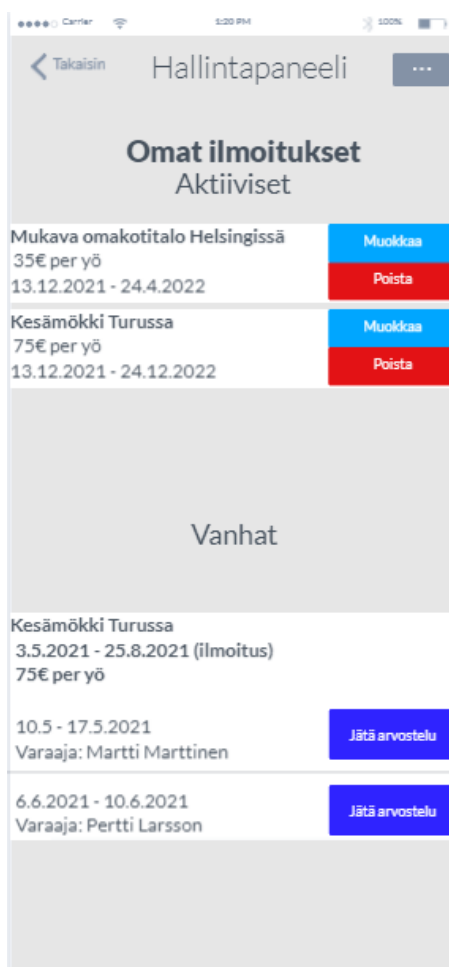 Carrier 1:20 PM 100%
Takaisin Hallintapaneeli ...
Omat ilmoitukset
Aktiiviset
Mukava omakotitalo Helsingissä
35€ per yö
13.12.2021 - 24.4.2022
Muokkaa
Poista
Kesämökki Turussa
75€ per yö
13.12.2021 - 24.12.2022
Muokkaa
Poista
Vanhat
Kesämökki Turussa
3.5.2021 - 25.8.2021 (ilmoitus)
75€ per yö
10.5 - 17.5.2021
Varaaja: Martti Marttinen
Jätä arvostelu
6.6.2021 - 10.6.2021
Varaaja: Pertti Larsson
Jätä arvostelu